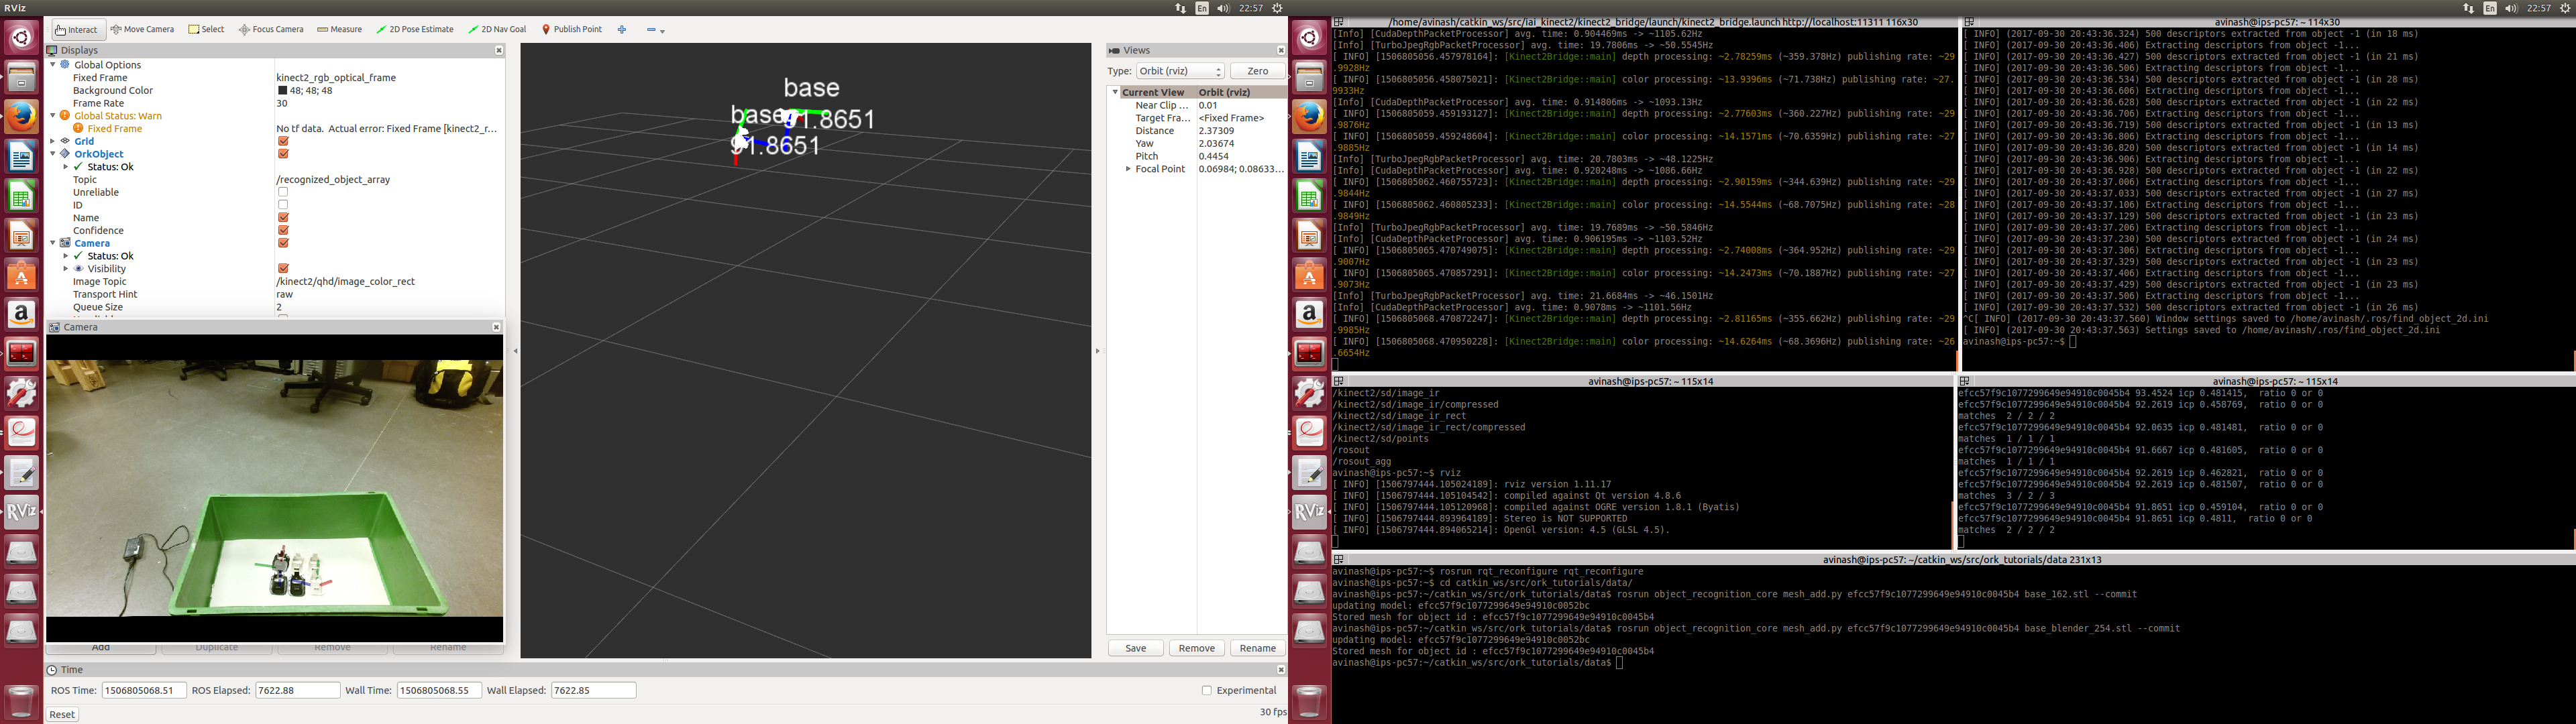 RViz
En
22:57
Interact
Move Camera
Select
Focus Camera
Measure
2D Pose Estimate
2D Nav Goal
Publish Point
Displays
Global Options
Fixed Frame kinect2_rgb_optical_frame
Background Color 48; 48; 48
Frame Rate 30
Global Status: Warn
Fixed Frame No tf data. Actual error: Fixed Frame [kinect2_r...
Grid
OrkObject
Status: Ok
Topic /recognized_object_array
Unreliable
ID
Name
Confidence
Camera
Status: Ok
Visibility
Image Topic /kinect2/qhd/image_color_rect
Transport Hint raw
Queue Size 2
Camera
Add Duplicate Remove Rename
base
base
91.8651
91.8651
Views
Type: Orbit (rviz) Zero
Current View Orbit (rviz)
Near Clip ... 0.01
Target Fra... <Fixed Frame>
Distance 2.37309
Yaw 2.03674
Pitch 0.4454
Focal Point 0.06984; 0.08633...
Save Remove Rename
Time
ROS Time: 1506805068.51 ROS Elapsed: 7622.88 Wall Time: 1506805068.55 Wall Elapsed: 7622.85 Experimental
Reset 30 fps
En
22:57
/home/avinash/catkin_ws/src/iai_kinect2/kinect2_bridge/launch/kinect2_bridge.launch http://localhost:11311 116x30
[Info] [CudaDepthPacketProcessor] avg. time: 0.904469ms -> ~1105.62Hz
[Info] [TurboJpegRgbPacketProcessor] avg. time: 19.7806ms -> ~50.5545Hz
[ INFO] [1506805056.457978164]: [Kinect2Bridge::main] depth processing: ~2.78259ms (~359.378Hz) publishing rate: ~29
.9928Hz
[ INFO] [1506805056.458075021]: [Kinect2Bridge::main] color processing: ~13.9396ms (~71.738Hz) publishing rate: ~27.
9933Hz
[Info] [CudaDepthPacketProcessor] avg. time: 0.914806ms -> ~1093.13Hz
[ INFO] [1506805059.459193127]: [Kinect2Bridge::main] depth processing: ~2.77603ms (~360.227Hz) publishing rate: ~29
.9876Hz
[ INFO] [1506805059.459248604]: [Kinect2Bridge::main] color processing: ~14.1571ms (~70.6359Hz) publishing rate: ~27
.9885Hz
[Info] [TurboJpegRgbPacketProcessor] avg. time: 20.7803ms -> ~48.1225Hz
[Info] [CudaDepthPacketProcessor] avg. time: 0.920248ms -> ~1086.66Hz
[ INFO] [1506805062.460755723]: [Kinect2Bridge::main] depth processing: ~2.90159ms (~344.639Hz) publishing rate: ~29
.9844Hz
[ INFO] [1506805062.460805233]: [Kinect2Bridge::main] color processing: ~14.5544ms (~68.7075Hz) publishing rate: ~28
.9849Hz
[Info] [TurboJpegRgbPacketProcessor] avg. time: 19.7689ms -> ~50.5846Hz
[Info] [CudaDepthPacketProcessor] avg. time: 0.906195ms -> ~1103.52Hz
[ INFO] [1506805065.470749075]: [Kinect2Bridge::main] depth processing: ~2.74008ms (~364.952Hz) publishing rate: ~29
.9007Hz
[ INFO] [1506805065.470857291]: [Kinect2Bridge::main] color processing: ~14.2473ms (~70.1887Hz) publishing rate: ~27
.9073Hz
[Info] [TurboJpegRgbPacketProcessor] avg. time: 21.6684ms -> ~46.1501Hz
[Info] [CudaDepthPacketProcessor] avg. time: 0.9078ms -> ~1101.56Hz
[ INFO] [1506805068.470872247]: [Kinect2Bridge::main] depth processing: ~2.81165ms (~355.662Hz) publishing rate: ~29
.9985Hz
[ INFO] [1506805068.470950228]: [Kinect2Bridge::main] color processing: ~14.6264ms (~68.3696Hz) publishing rate: ~26
.6654Hz
avinash@ips-pc57: ~ 114x30
[ INFO] (2017-09-30 20:43:36.324) 500 descriptors extracted from object -1 (in 18 ms)
[ INFO] (2017-09-30 20:43:36.406) Extracting descriptors from object -1...
[ INFO] (2017-09-30 20:43:36.427) 500 descriptors extracted from object -1 (in 21 ms)
[ INFO] (2017-09-30 20:43:36.506) Extracting descriptors from object -1...
[ INFO] (2017-09-30 20:43:36.534) 500 descriptors extracted from object -1 (in 28 ms)
[ INFO] (2017-09-30 20:43:36.606) Extracting descriptors from object -1...
[ INFO] (2017-09-30 20:43:36.628) 500 descriptors extracted from object -1 (in 22 ms)
[ INFO] (2017-09-30 20:43:36.706) Extracting descriptors from object -1...
[ INFO] (2017-09-30 20:43:36.719) 500 descriptors extracted from object -1 (in 13 ms)
[ INFO] (2017-09-30 20:43:36.806) Extracting descriptors from object -1...
[ INFO] (2017-09-30 20:43:36.820) 500 descriptors extracted from object -1 (in 14 ms)
[ INFO] (2017-09-30 20:43:36.906) Extracting descriptors from object -1...
[ INFO] (2017-09-30 20:43:36.928) 500 descriptors extracted from object -1 (in 22 ms)
[ INFO] (2017-09-30 20:43:37.006) Extracting descriptors from object -1...
[ INFO] (2017-09-30 20:43:37.033) 500 descriptors extracted from object -1 (in 27 ms)
[ INFO] (2017-09-30 20:43:37.106) Extracting descriptors from object -1...
[ INFO] (2017-09-30 20:43:37.129) 500 descriptors extracted from object -1 (in 23 ms)
[ INFO] (2017-09-30 20:43:37.206) Extracting descriptors from object -1...
[ INFO] (2017-09-30 20:43:37.230) 500 descriptors extracted from object -1 (in 24 ms)
[ INFO] (2017-09-30 20:43:37.306) Extracting descriptors from object -1...
[ INFO] (2017-09-30 20:43:37.329) 500 descriptors extracted from object -1 (in 23 ms)
[ INFO] (2017-09-30 20:43:37.406) Extracting descriptors from object -1...
[ INFO] (2017-09-30 20:43:37.429) 500 descriptors extracted from object -1 (in 23 ms)
[ INFO] (2017-09-30 20:43:37.506) Extracting descriptors from object -1...
[ INFO] (2017-09-30 20:43:37.532) 500 descriptors extracted from object -1 (in 26 ms)
^C[ INFO] (2017-09-30 20:43:37.560) Window settings saved to /home/avinash/.ros/find_object_2d.ini
[ INFO] (2017-09-30 20:43:37.563) Settings saved to /home/avinash/.ros/find_object_2d.ini
avinash@ips-pc57:~$
avinash@ips-pc57: ~ 115x14
/kinect2/sd/image_ir
/kinect2/sd/image_ir/compressed
/kinect2/sd/image_ir_rect
/kinect2/sd/image_ir_rect/compressed
/kinect2/sd/points
/rosout
/rosout_agg
avinash@ips-pc57:~$ rviz
[ INFO] [1506797444.105024189]: rviz version 1.11.17
[ INFO] [1506797444.105104542]: compiled against Qt version 4.8.6
[ INFO] [1506797444.105120968]: compiled against OGRE version 1.8.1 (Byatis)
[ INFO] [1506797444.893964189]: Stereo is NOT SUPPORTED
[ INFO] [1506797444.894065214]: OpenGl version: 4.5 (GLSL 4.5).
avinash@ips-pc57: ~ 115x14
efcc57f9c1077299649e94910c0045b4 93.4524 icp 0.481415, ratio 0 or 0
efcc57f9c1077299649e94910c0045b4 92.2619 icp 0.458769, ratio 0 or 0
matches 2 / 2 / 2
efcc57f9c1077299649e94910c0045b4 92.0635 icp 0.481481, ratio 0 or 0
matches 1 / 1 / 1
efcc57f9c1077299649e94910c0045b4 91.6667 icp 0.481605, ratio 0 or 0
matches 1 / 1 / 1
efcc57f9c1077299649e94910c0045b4 92.2619 icp 0.462821, ratio 0 or 0
efcc57f9c1077299649e94910c0045b4 92.2619 icp 0.481507, ratio 0 or 0
matches 3 / 2 / 3
efcc57f9c1077299649e94910c0045b4 91.8651 icp 0.459104, ratio 0 or 0
efcc57f9c1077299649e94910c0045b4 91.8651 icp 0.4811, ratio 0 or 0
matches 2 / 2 / 2
avinash@ips-pc57: ~/catkin_ws/src/ork_tutorials/data 231x13
avinash@ips-pc57:~$ rosrun rqt_reconfigure rqt_reconfigure
avinash@ips-pc57:~$ cd catkin_ws/src/ork_tutorials/data/
avinash@ips-pc57:~/catkin_ws/src/ork_tutorials/data$ rosrun object_recognition_core mesh_add.py efcc57f9c1077299649e94910c0045b4 base_162.stl --commit
updating model: efcc57f9c1077299649e94910c0052bc
Stored mesh for object id : efcc57f9c1077299649e94910c0045b4
avinash@ips-pc57:~/catkin_ws/src/ork_tutorials/data$ rosrun object_recognition_core mesh_add.py efcc57f9c1077299649e94910c0045b4 base_blender_254.stl --commit
updating model: efcc57f9c1077299649e94910c0052bc
Stored mesh for object id : efcc57f9c1077299649e94910c0045b4
avinash@ips-pc57:~/catkin_ws/src/ork_tutorials/data$